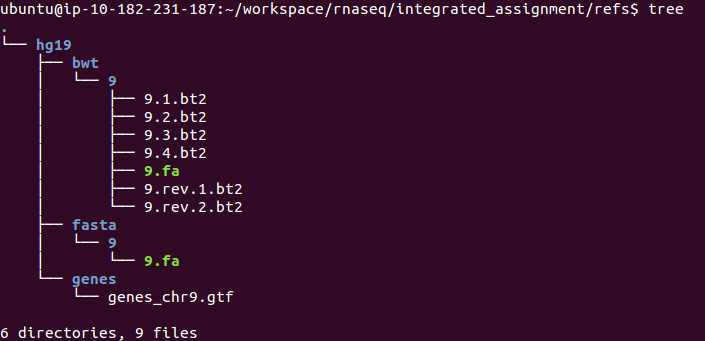 ubuntu@ip-10-182-231-187:~/workspace/rnaseq/integrated_assignment/refs$ tree
.
└── hg19
    ├── bwt
    │   └── 9
    │       ├── 9.1.bt2
    │       ├── 9.2.bt2
    │       ├── 9.3.bt2
    │       ├── 9.4.bt2
    │       ├── 9.fa
    │       ├── 9.rev.1.bt2
    │       └── 9.rev.2.bt2
    ├── fasta
    │   └── 9
    │       └── 9.fa
    └── genes
        └── genes_chr9.gtf

6 directories, 9 files